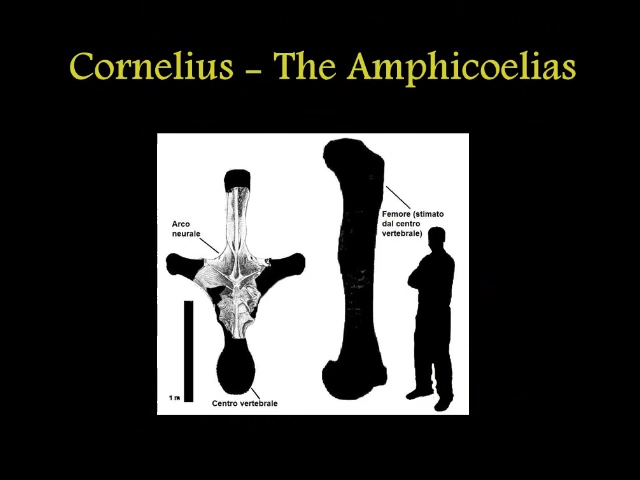 Cornelius – The Amphicoelias
Arco
neurale
Femore (stimato
dal centro
vertebrale)
1 m
Centro vertebrale